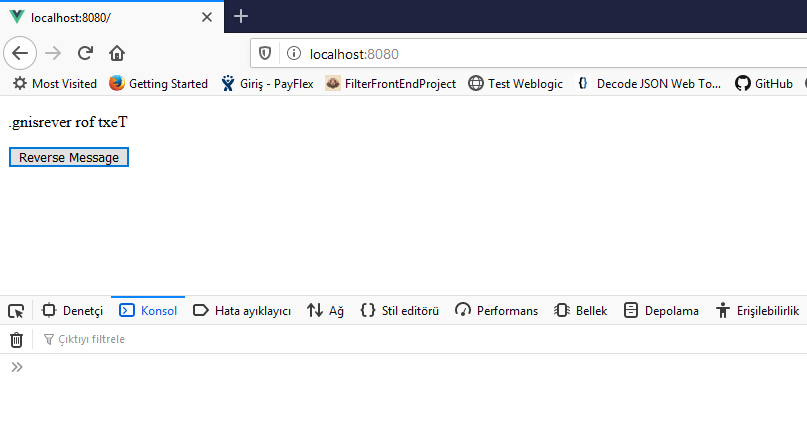 localhost:8080/
localhost:8080
Most Visited Getting Started Giriş - PayFlex FilterFrontEndProject Test Weblogic Decode JSON Web To... GitHub
.gnisrever rof txeT
Reverse Message
Denetçi Konsol Hata ayıklayıcı Ağ Stil editörü Performans Bellek Depolama Erişilebilirlik
Çıktıyı filtrele